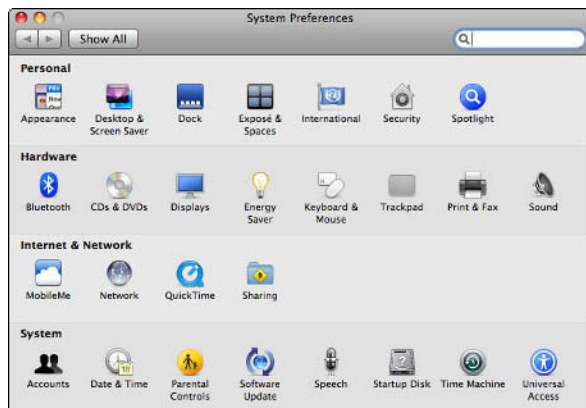 System Preferences
Show All
Personal
Appearance
Desktop &
Screen Saver
Dock
Exposé &
Spaces
International
Security
Spotlight
Hardware
Bluetooth
CDs & DVDs
Displays
Energy
Saver
Keyboard &
Mouse
Trackpad
Print & Fax
Sound
Internet & Network
MobileMe
Network
QuickTime
Sharing
System
Accounts
Date & Time
Parental
Controls
Software
Update
Speech
Startup Disk
Time Machine
Universal
Access